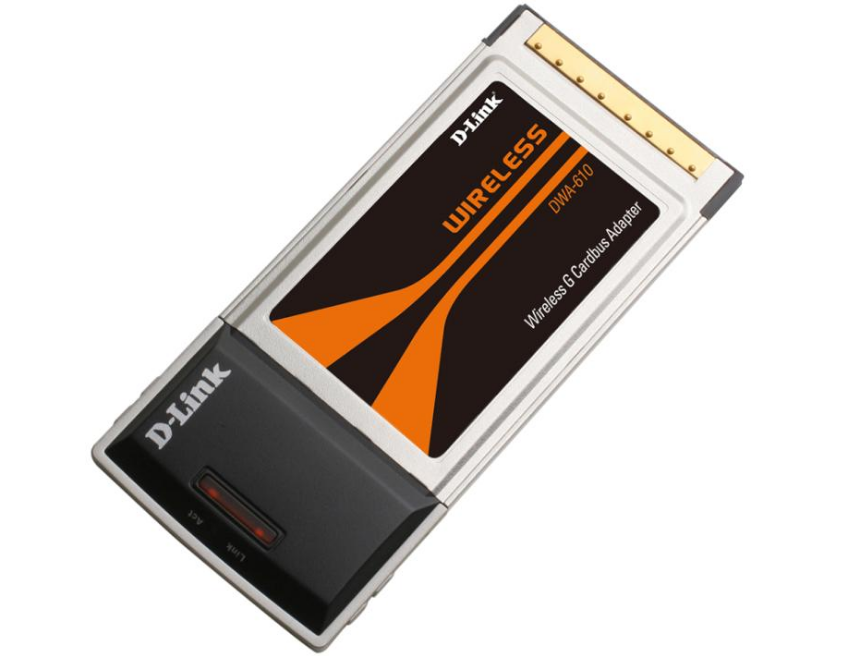 D-Link
WIRELESS
DWA-610
Wireless G Cardbus Adapter
D-Link
Act
Link